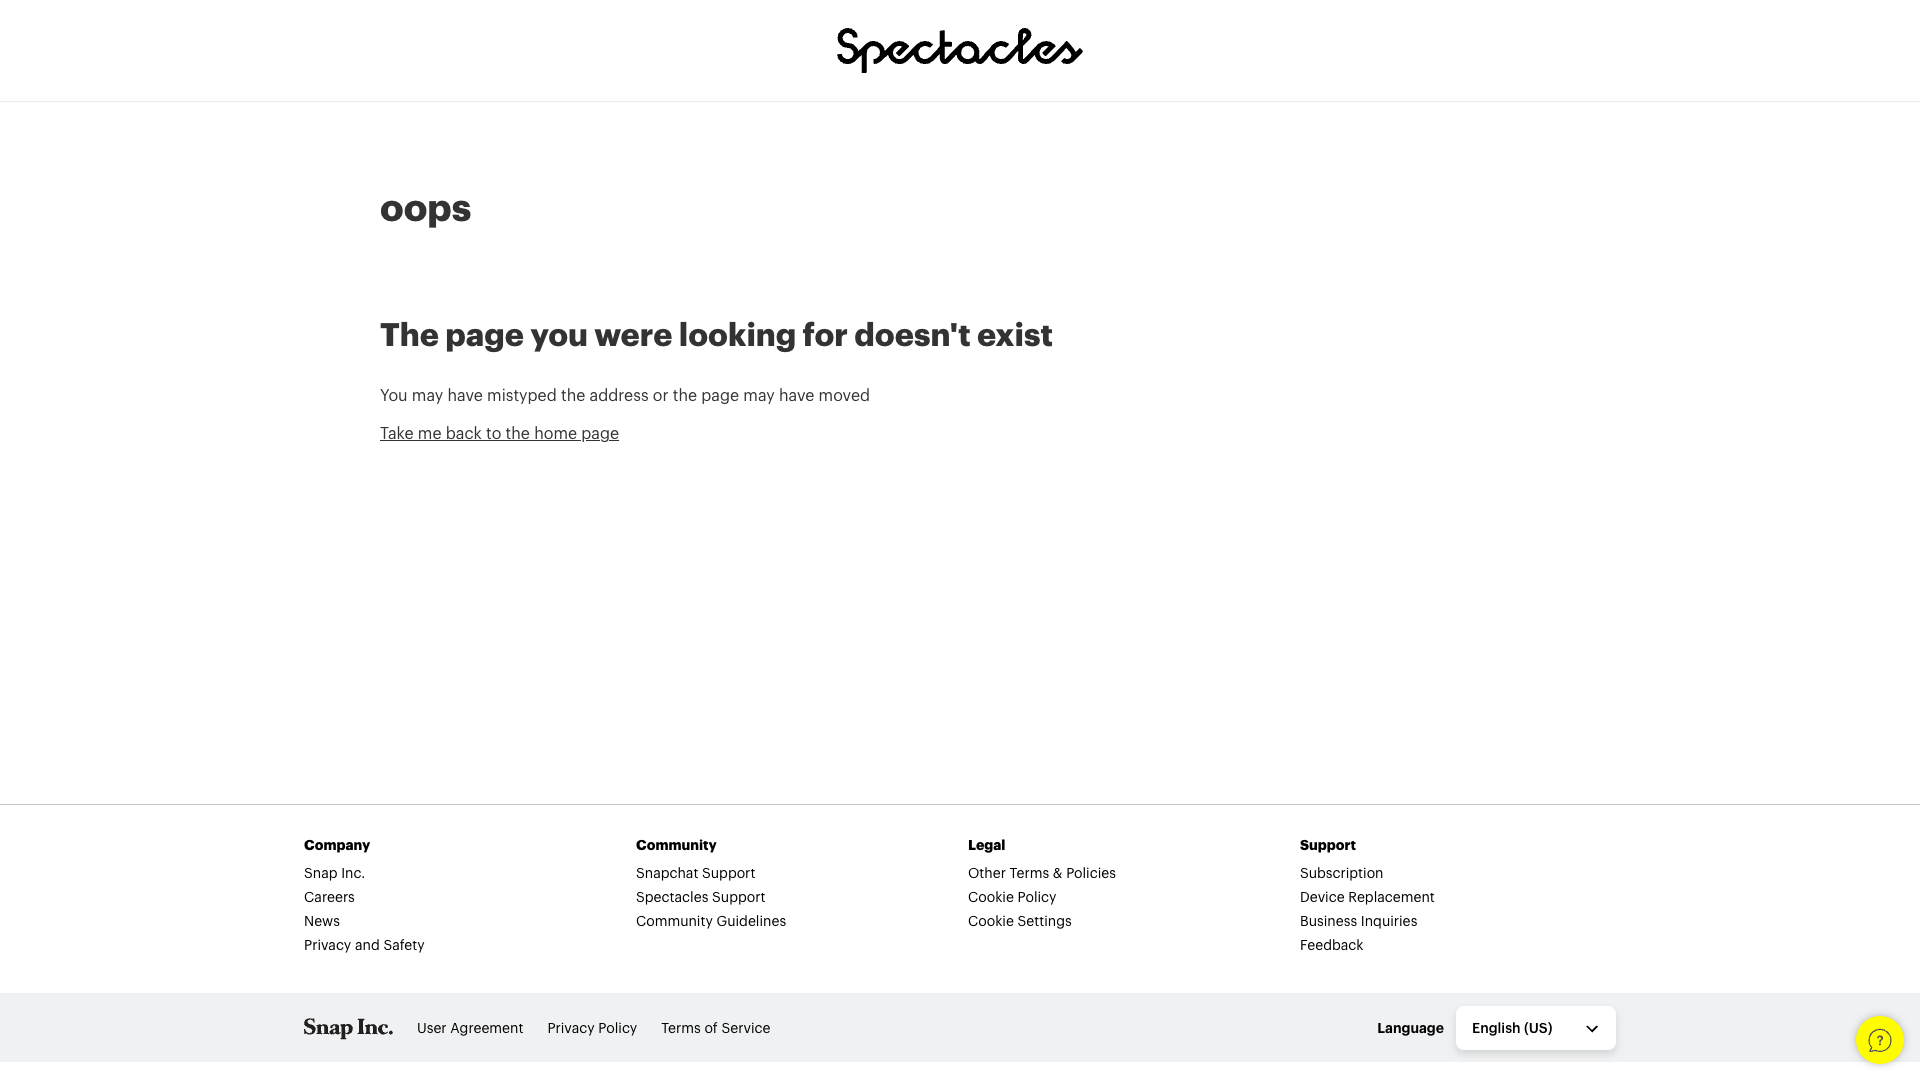 Spectacles
oops
The page you were looking for doesn't exist
You may have mistyped the address or the page may have moved
Take me back to the home page
Company
Snap Inc.
Careers
News
Privacy and Safety
Community
Snapchat Support
Spectacles Support
Community Guidelines
Legal
Other Terms & Policies
Cookie Policy
Cookie Settings
Support
Subscription
Device Replacement
Business Inquiries
Feedback
Snap Inc. User Agreement Privacy Policy Terms of Service Language English (US)
?